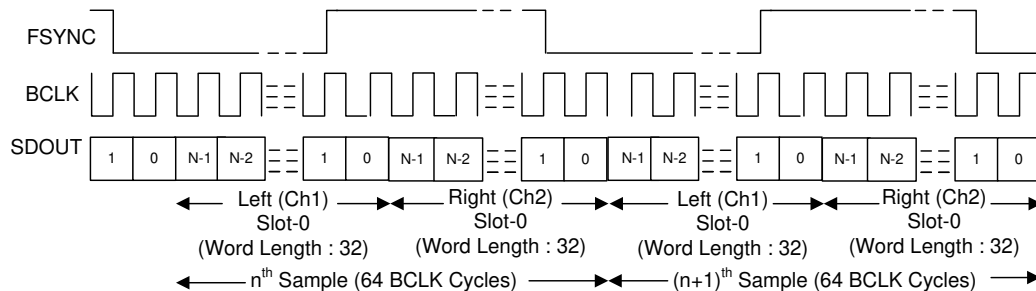 FSYNC
BCLK
SDOUT
1 0 N-1 N-2 1 0 N-1 N-2 1 0 N-1 N-2 1 0 N-1 N-2 1 0
Left (Ch1) Right (Ch2) Left (Ch1) Right (Ch2)
Slot-0 Slot-0 Slot-0 Slot-0
(Word Length : 32) (Word Length : 32) (Word Length : 32) (Word Length : 32)
nth Sample (64 BCLK Cycles) (n+1)th Sample (64 BCLK Cycles)